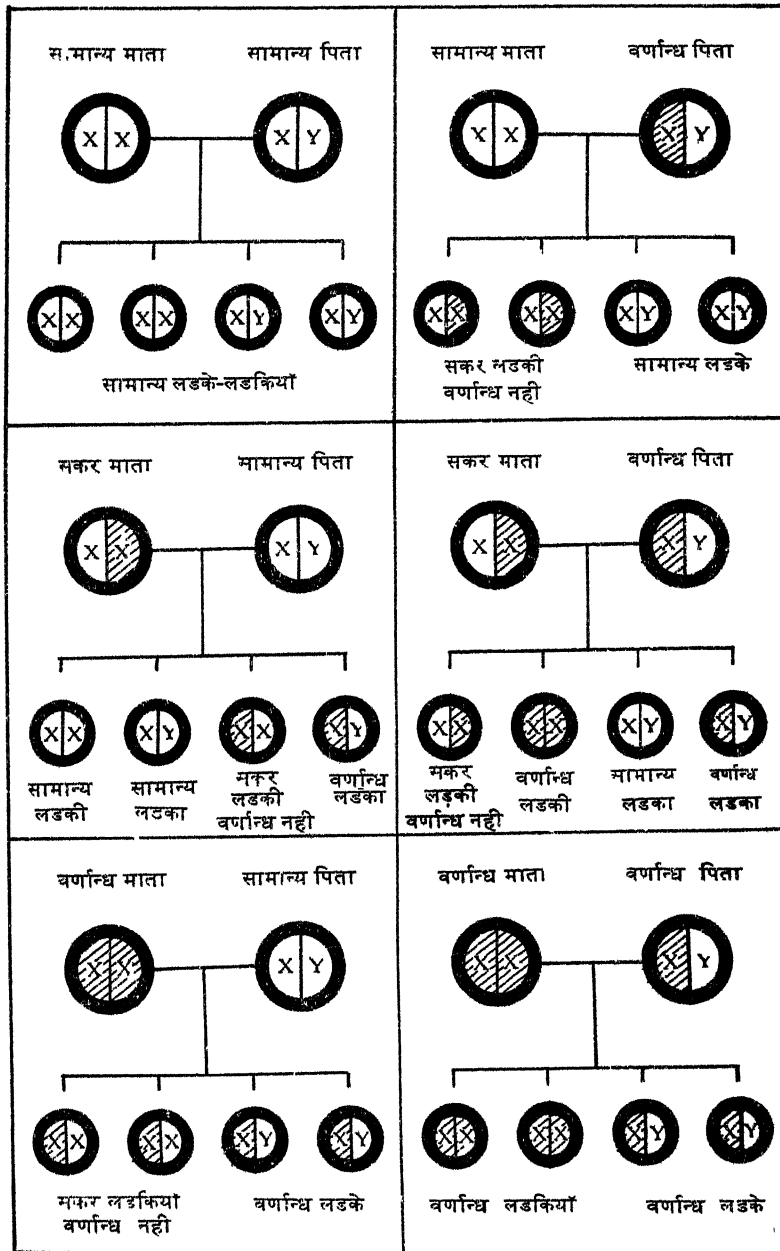 सामान्य माता सामान्य पिता
X X X Y
X X X X X Y X Y
सामान्य लडके-लडकियाँ
सामान्य माता वर्णान्ध पिता
X X X Y
X X X X X Y X Y
सकर लडकी सामान्य लडके
वर्णान्ध नही
सकर माता सामान्य पिता
X X X Y
X X X Y X X X Y
सामान्य सामान्य सकर वर्णान्ध
लडकी लडका लडकी लडका
वर्णान्ध नही
सकर माता वर्णान्ध पिता
X X X Y
X X X X X Y X Y
सकर वर्णान्ध सामान्य वर्णान्ध
लड़की लडकी लडका लडका
वर्णान्ध नही
वर्णान्ध माता सामान्य पिता
X X X Y
X X X X X Y X Y
सकर लडकियाँ वर्णान्ध लडके
वर्णान्ध नही
वर्णान्ध माता वर्णान्ध पिता
X X X Y
X X X X X Y X Y
वर्णान्ध लडकियाँ वर्णान्ध लडके